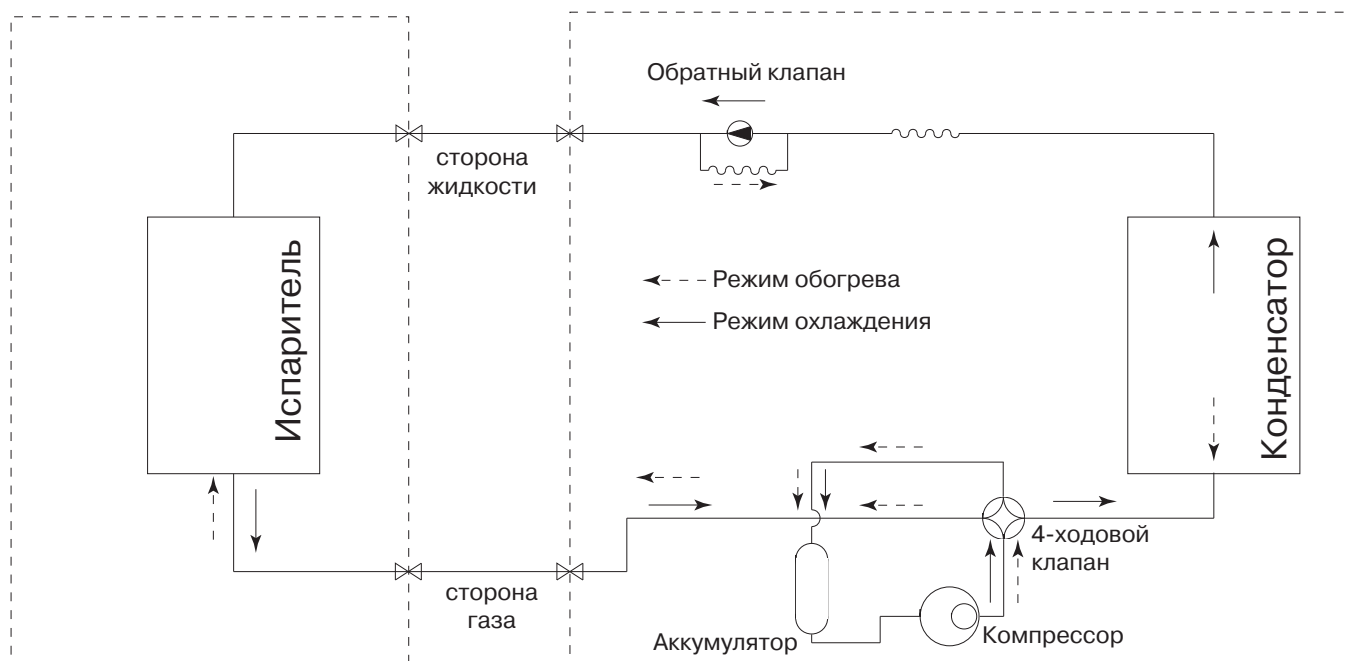 Обратный клапан
сторона
жидкости
Испаритель
Режим обогрева
Режим охлаждения
Конденсатор
4-ходовой
клапан
сторона
газа
Аккумулятор
Компрессор